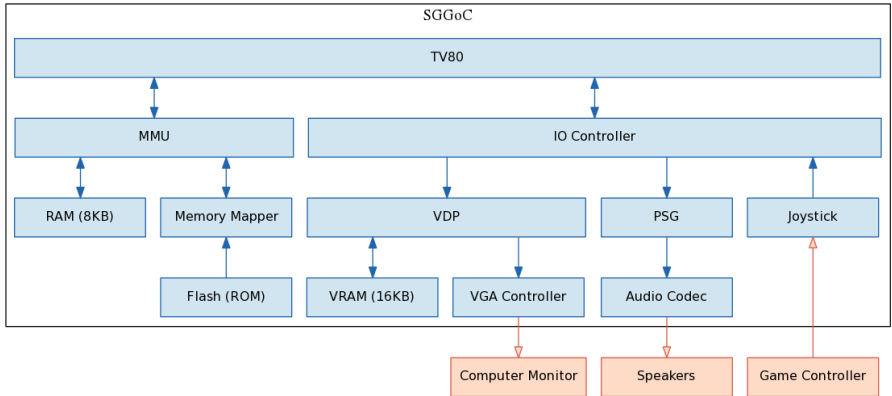 SGGoC
TV80
MMU
IO Controller
RAM (8KB)
Memory Mapper
VDP
PSG
Joystick
Flash (ROM)
VRAM (16KB)
VGA Controller
Audio Codec
Computer Monitor
Speakers
Game Controller